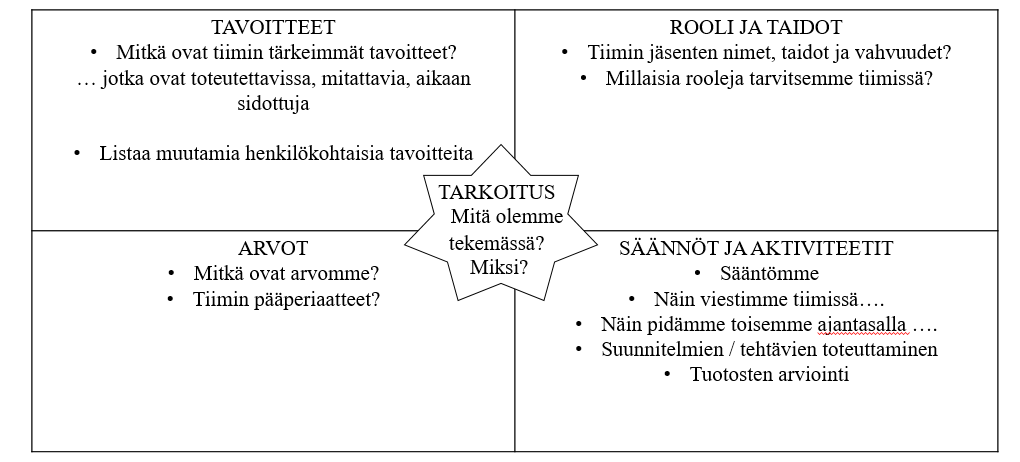 TAVOITTEET
• Mitkä ovat tiimin tärkeimmät tavoitteet?
… jotka ovat toteutettavissa, mitattavia, aikaan
sidottuja
• Listaa muutamia henkilökohtaisia tavoitteita
ROOLI JA TAIDOT
• Tiimin jäsenten nimet, taidot ja vahvuudet?
• Millaisia rooleja tarvitsemme tiimissä?
TARKOITUS
Mitä olemme
tekemässä?
Miksi?
ARVOT
• Mitkä ovat arvomme?
• Tiimin pääperiaatteet?
SÄÄNNÖT JA AKTIVITEETIT
• Sääntömme
• Näin viestimme tiimissä….
• Näin pidämme toisemme ajantasalla ….
• Suunnitelmien / tehtävien toteuttaminen
• Tuotosten arviointi